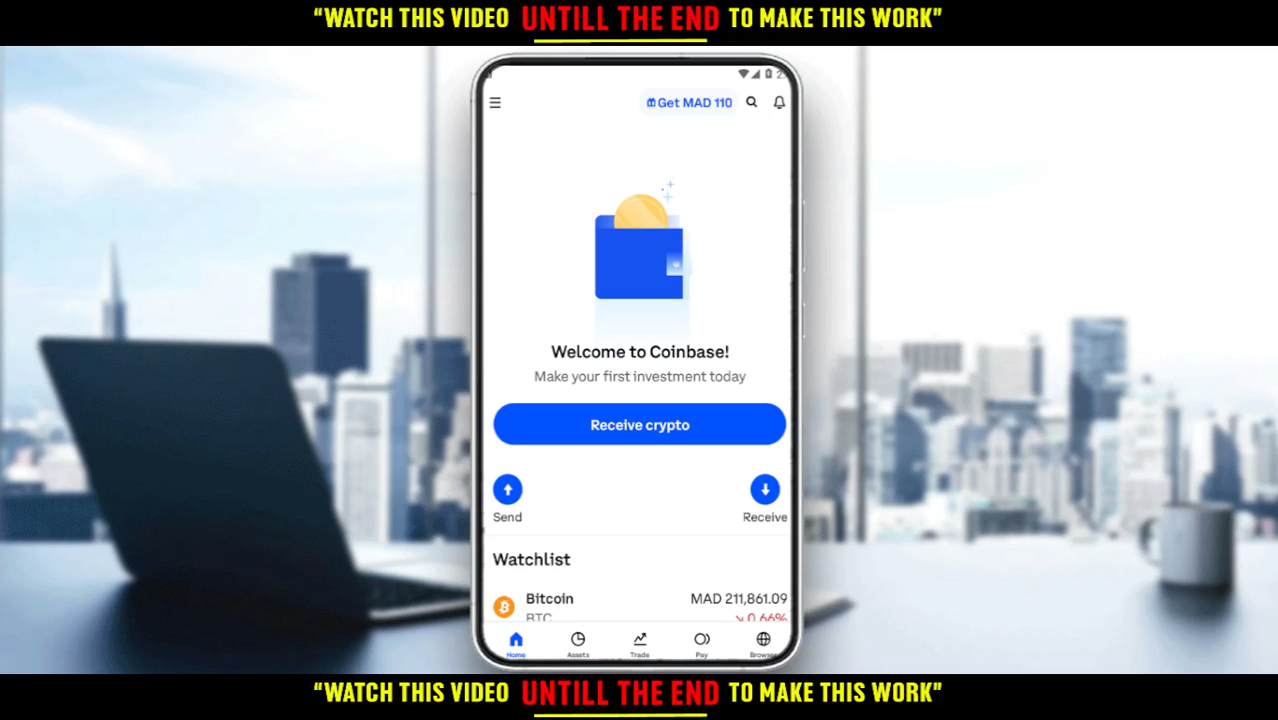 “WATCH THIS VIDEO UNTILL THE END TO MAKE THIS WORK”
Get MAD 110
Welcome to Coinbase!
Make your first investment today
Receive crypto
Send
Receive
Watchlist
Bitcoin
MAD 211,861.09
BTC
0.66%
Home
Assets
Trade
Pay
Browser
“WATCH THIS VIDEO UNTILL THE END TO MAKE THIS WORK”